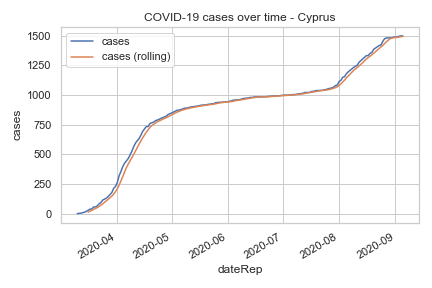 COVID-19 cases over time - Cyprus
cases
cases (rolling)
1500
1250
1000
750
500
250
0
cases
2020-04
2020-05
2020-06
2020-07
2020-08
2020-09
dateRep